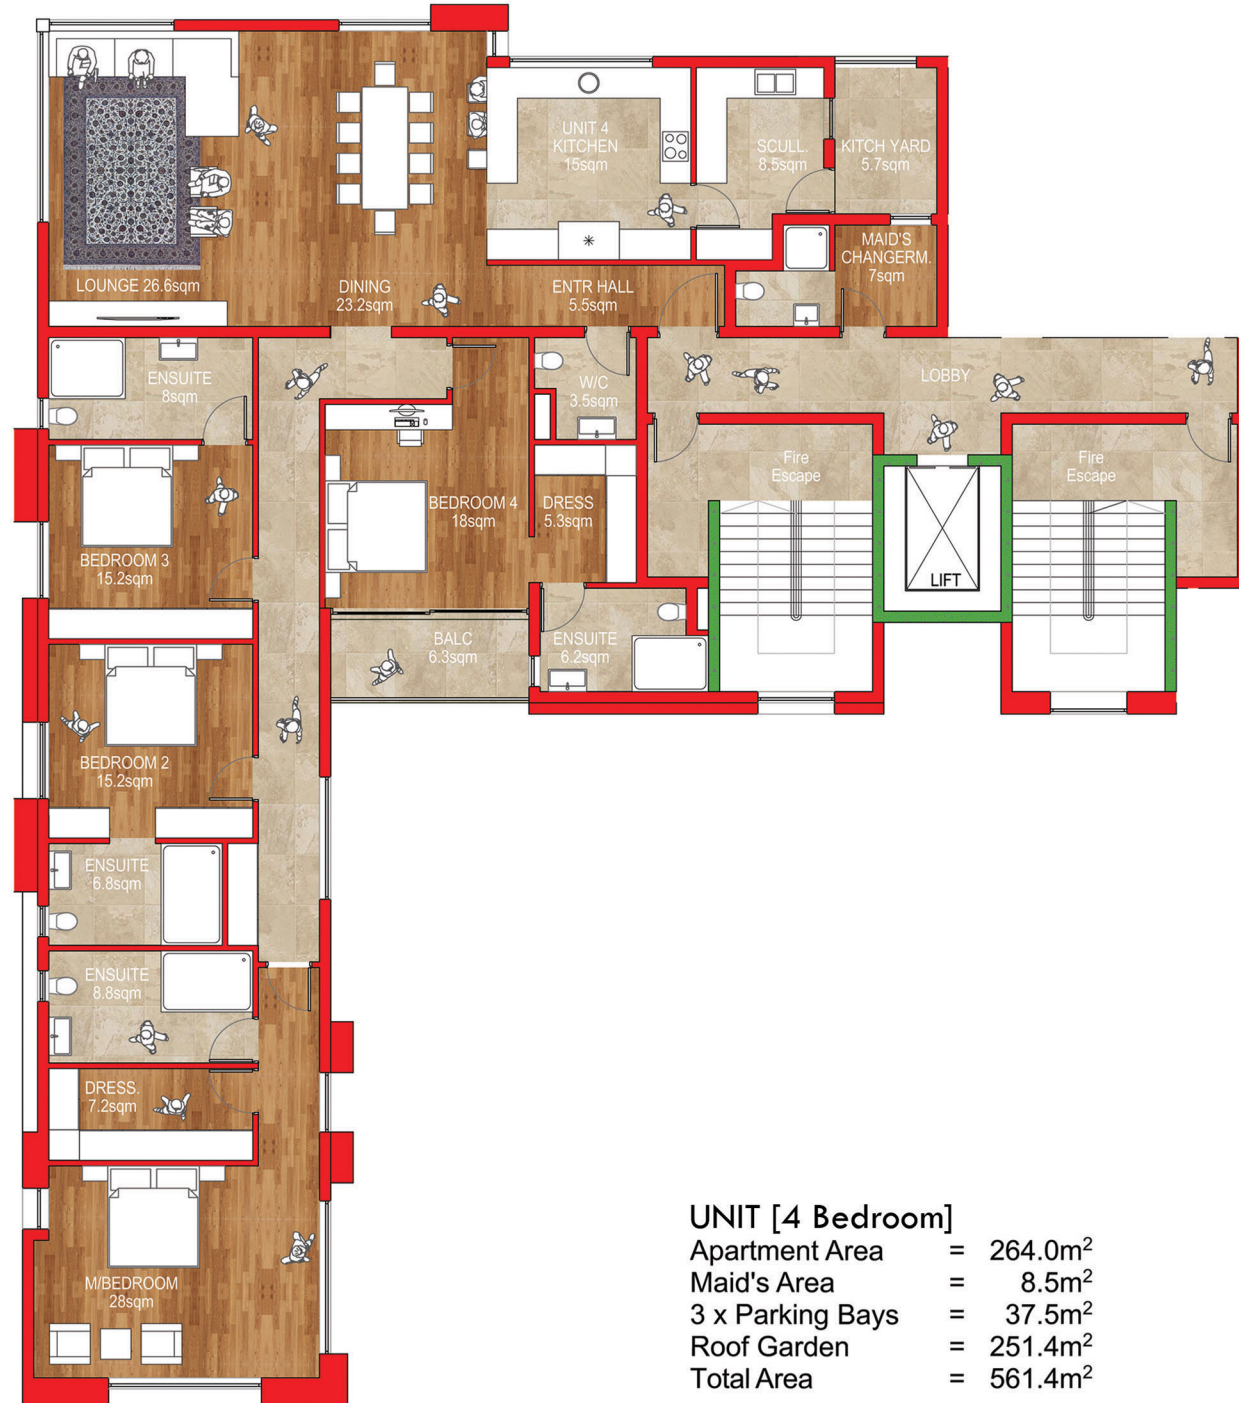 UNIT 4
KITCHEN
15sqm
SCULL.
8.5sqm
KITCH YARD
5.7sqm
MAID'S
CHANGERM.
7sqm
LOUNGE 26.6sqm
DINING
23.2sqm
ENTR HALL
5.5sqm
ENSUITE
8sqm
W/C
3.5sqm
LOBBY
Fire
Escape
Fire
Escape
BEDROOM 4
18sqm
DRESS
5.3sqm
BEDROOM 3
15.2sqm
LIFT
BALC
6.3sqm
ENSUITE
6.2sqm
BEDROOM 2
15.2sqm
ENSUITE
6.8sqm
ENSUITE
8.8sqm
DRESS.
7.2sqm
M/BEDROOM
28sqm
UNIT [4 Bedroom]
Apartment Area = 264.0m²
Maid's Area = 8.5m²
3 x Parking Bays = 37.5m²
Roof Garden = 251.4m²
Total Area = 561.4m²